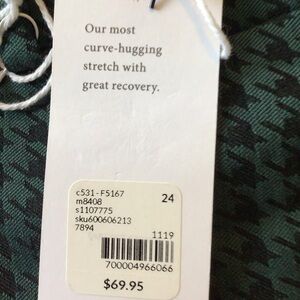 Our most
curve-hugging
stretch with
great recovery.
c531-F5167
m8408
24
s1107775
sku600606213
7894
1119
700004966066
$69.95